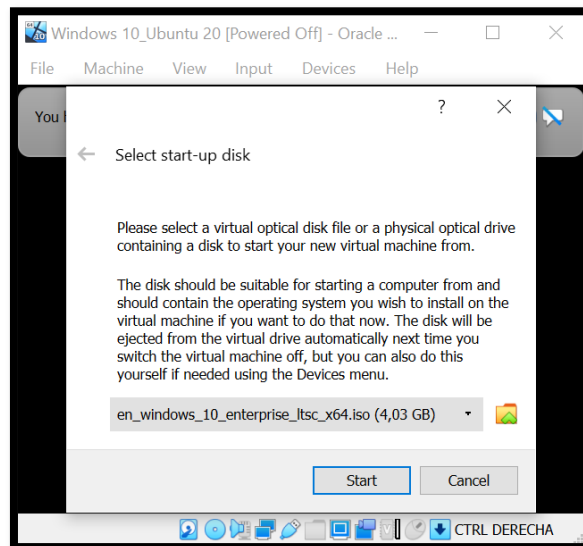 Windows 10_Ubuntu 20 [Powered Off] - Oracle ...
File Machine View Input Devices Help
You
?
Select start-up disk
Please select a virtual optical disk file or a physical optical drive
containing a disk to start your new virtual machine from.
The disk should be suitable for starting a computer from and
should contain the operating system you wish to install on the
virtual machine if you want to do that now. The disk will be
ejected from the virtual drive automatically next time you
switch the virtual machine off, but you can also do this
yourself if needed using the Devices menu.
en_windows_10_enterprise_ltsc_x64.iso (4,03 GB)
Start Cancel
CTRL DERECHA